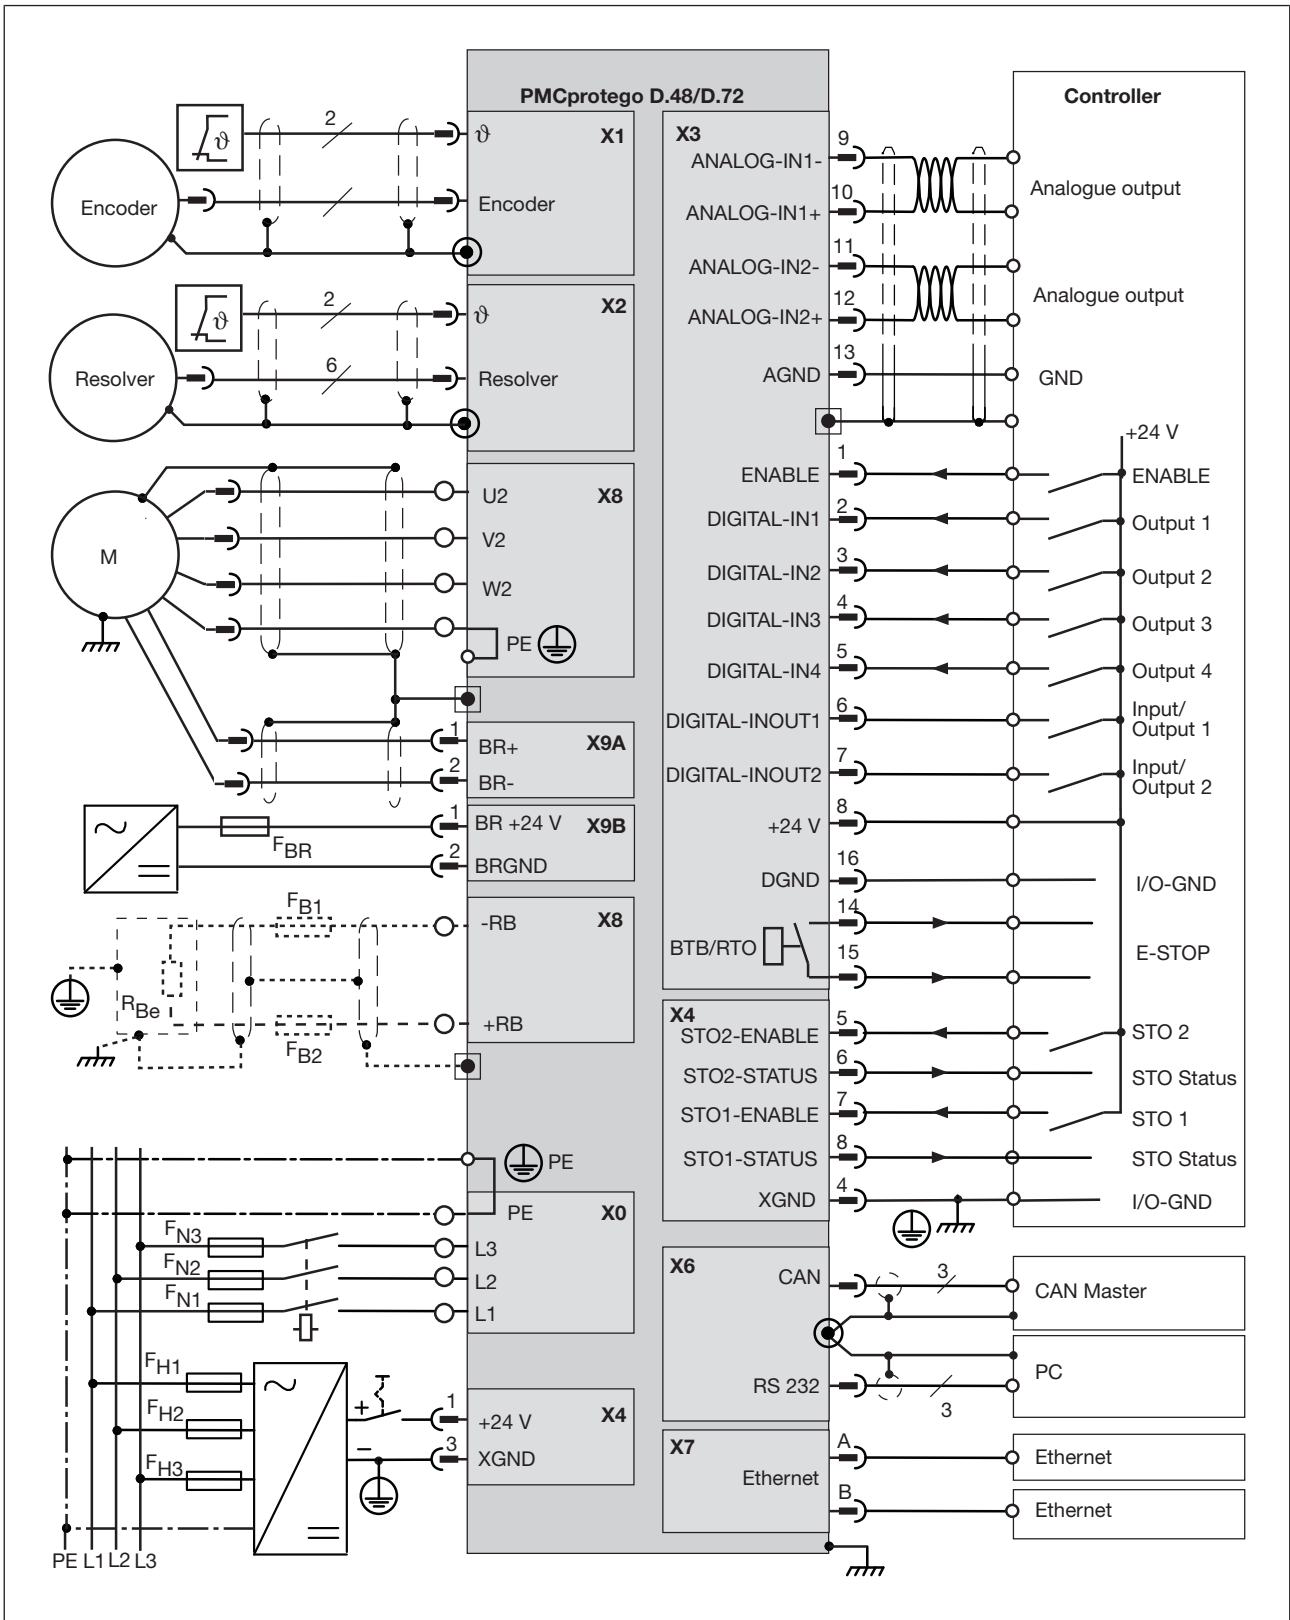 PMCprotego D.48/D.72
Controller
2
ϑ
ϑ
X1
Encoder
Encoder
2
ϑ
ϑ
X2
6
Resolver
Resolver
M
U2
X8
V2
W2
PE
1
BR+
X9A
2
BR-
1
BR +24 V
X9B
FBR
2
BRGND
FB1
-RB
X8
RBe
FB2
+RB
PE
PE
X0
FN3
L3
FN2
L2
FN1
L1
FH1
FH2
FH3
+
1
+24 V
X4
−
3
XGND
PE
L1
L2
L3
X3
9
ANALOG-IN1-
10
ANALOG-IN1+
Analogue output
11
ANALOG-IN2-
12
ANALOG-IN2+
Analogue output
13
AGND
GND
+24 V
1
ENABLE
ENABLE
2
DIGITAL-IN1
Output 1
3
DIGITAL-IN2
Output 2
4
DIGITAL-IN3
Output 3
5
DIGITAL-IN4
Output 4
6
DIGITAL-INOUT1
Input/
Output 1
7
DIGITAL-INOUT2
Input/
Output 2
8
+24 V
16
DGND
I/O-GND
14
BTB/RTO
15
E-STOP
X4
5
STO2-ENABLE
STO 2
6
STO2-STATUS
STO Status
7
STO1-ENABLE
STO 1
8
STO1-STATUS
STO Status
4
XGND
I/O-GND
X6
CAN
3
CAN Master
RS 232
3
PC
X7
A
Ethernet
Ethernet
B
Ethernet